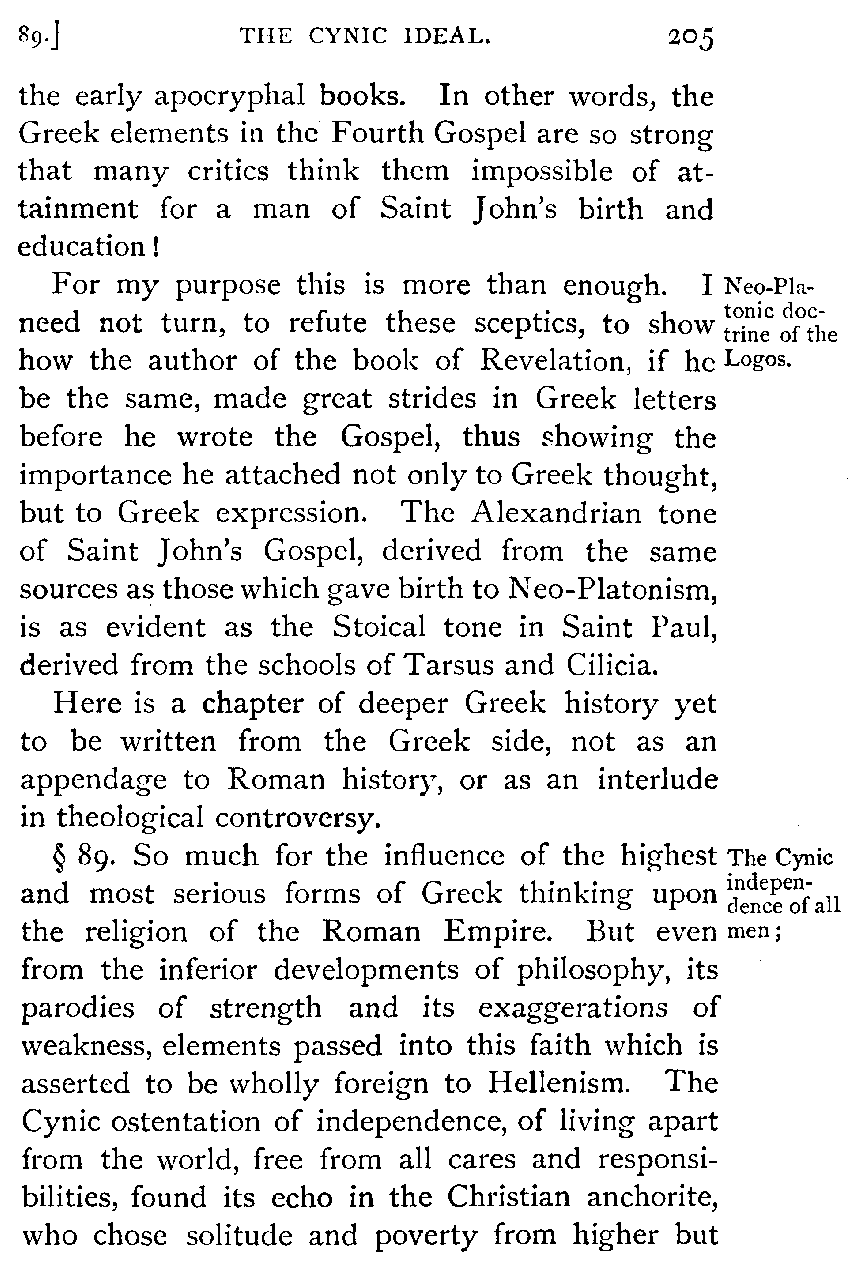 89.] THE CYNIC IDEAL. 205
the early apocryphal books. In other words, the
Greek elements in the Fourth Gospel are so strong
that many critics think them impossible of at-
tainment for a man of Saint John's birth and
education!
For my purpose this is more than enough. I
need not turn, to refute these sceptics, to show
how the author of the book of Revelation, if he
be the same, made great strides in Greek letters
before he wrote the Gospel, thus showing the
importance he attached not only to Greek thought,
but to Greek expression. The Alexandrian tone
of Saint John's Gospel, derived from the same
sources as those which gave birth to Neo-Platonism,
is as evident as the Stoical tone in Saint Paul,
derived from the schools of Tarsus and Cilicia.
Neo-Pla-
tonic doc-
trine of the
Logos.
Here is a chapter of deeper Greek history yet
to be written from the Greek side, not as an
appendage to Roman history, or as an interlude
in theological controversy.
§ 89. So much for the influence of the highest
and most serious forms of Greek thinking upon
the religion of the Roman Empire. But even
from the inferior developments of philosophy, its
parodies of strength and its exaggerations of
weakness, elements passed into this faith which is
asserted to be wholly foreign to Hellenism. The
Cynic ostentation of independence, of living apart
from the world, free from all cares and responsi-
bilities, found its echo in the Christian anchorite,
who chose solitude and poverty from higher but
The Cynic
indepen-
dence of all
men;